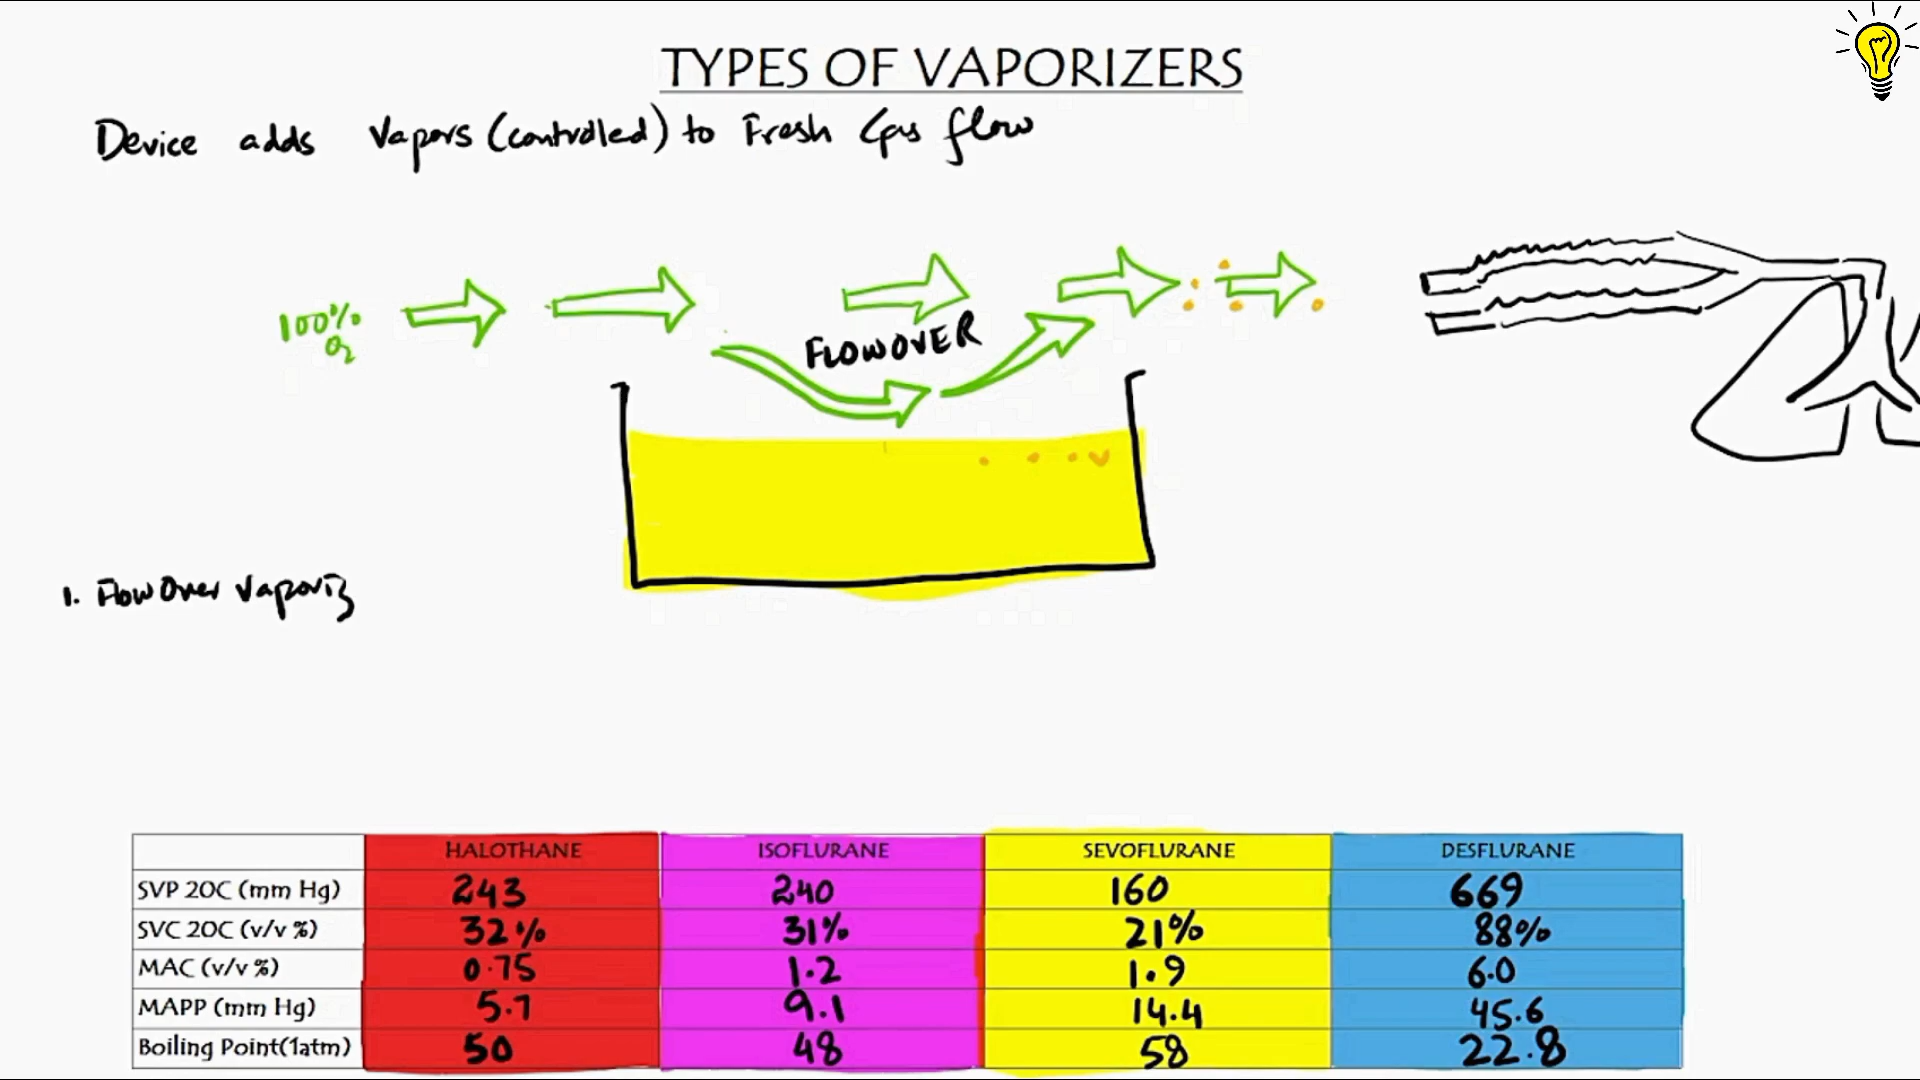 TYPES OF VAPORIZERS
Device adds Vapors (controlled) to Fresh Gas flow
100%
O2
FLOWOVER
1. FlowOver Vaporiz
HALOTHANE ISOFLURANE SEVOFLURANE DESFLURANE
SVP 20C (mm Hg) 243 240 160 669
SVC 20C (v/v %) 32% 31% 21% 88%
MAC (v/v %) 0.75 1.2 1.9 6.0
MAPP (mm Hg) 5.7 9.1 14.4 45.6
Boiling Point(1atm) 50 48 58 22.8